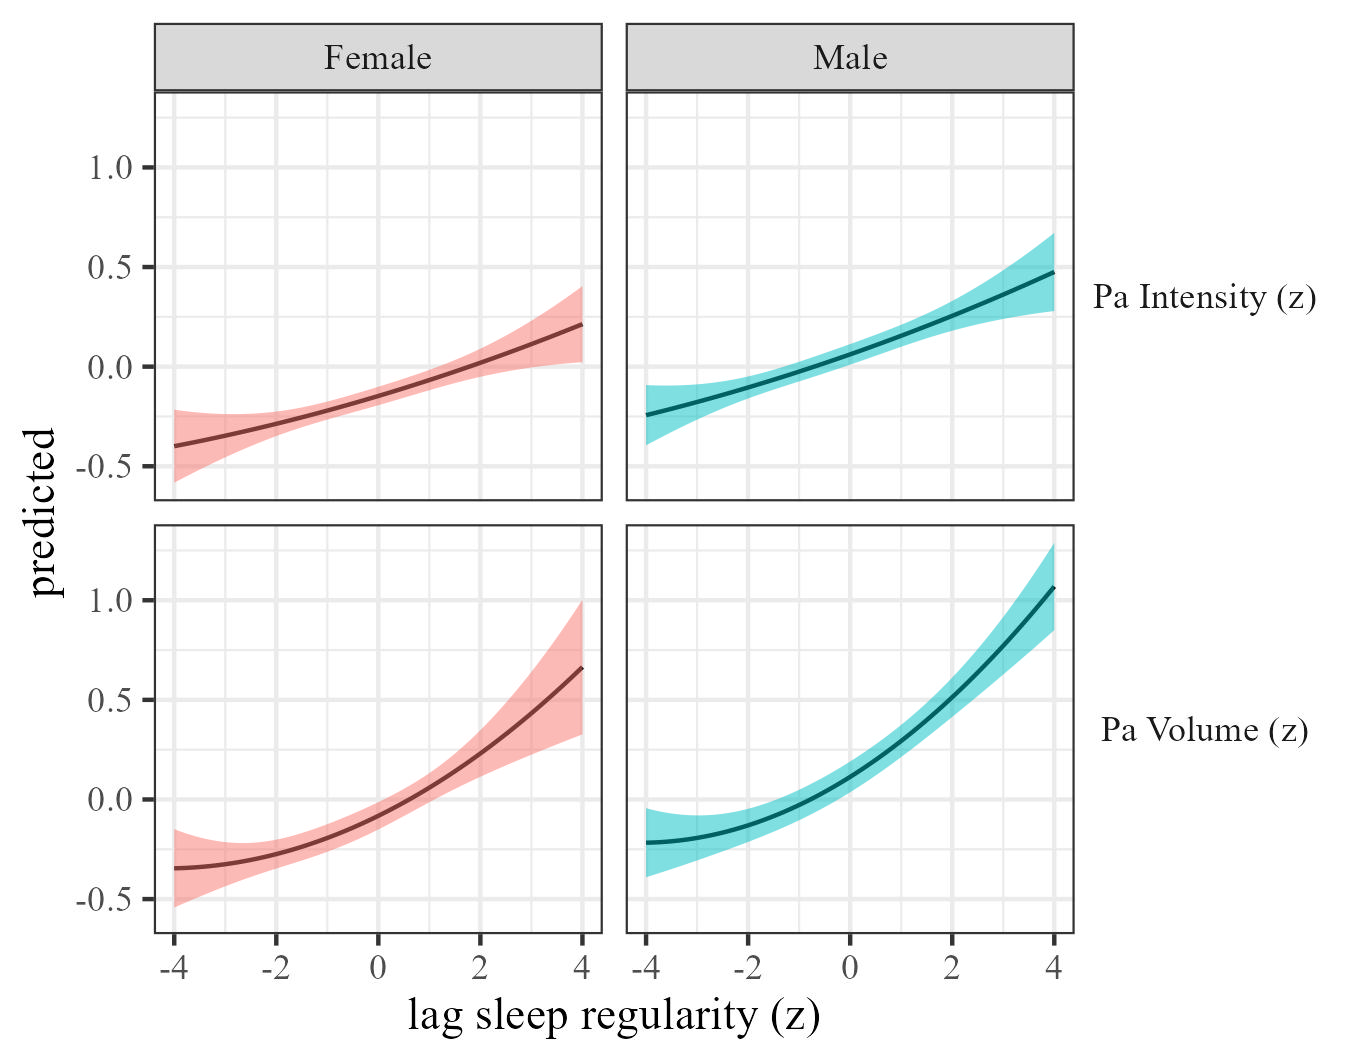 Female Male
1.0
0.5
0.0
-0.5
Pa Intensity (z)
predicted
1.0
0.5
0.0
-0.5
Pa Volume (z)
-4 -2 0 2 4 -4 -2 0 2 4
lag sleep regularity (z)